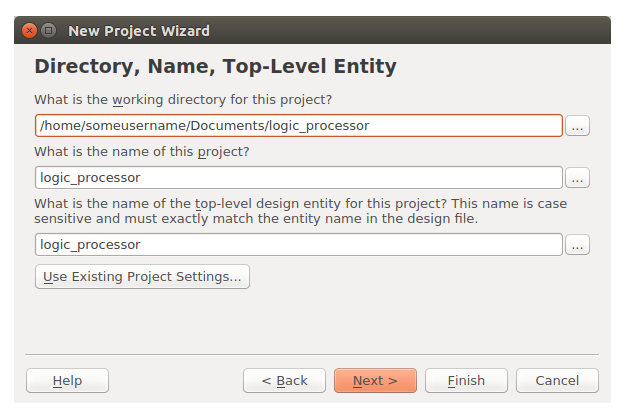 New Project Wizard
Directory, Name, Top-Level Entity
What is the working directory for this project?
/home/someusername/Documents/logic_processor
...
What is the name of this project?
logic_processor
...
What is the name of the top-level design entity for this project? This name is case
sensitive and must exactly match the entity name in the design file.
logic_processor
...
Use Existing Project Settings...
Help
< Back
Next >
Finish
Cancel